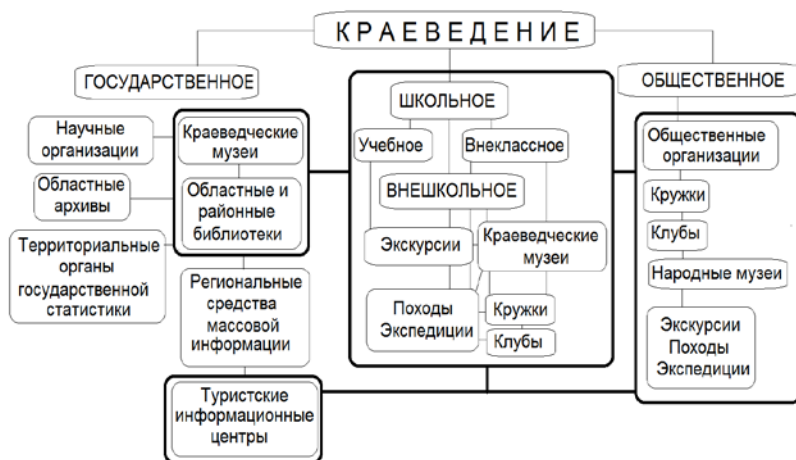 КРАЕВЕДЕНИЕ
ГОСУДАРСТВЕННОЕ
Научные
организации
Областные
архивы
Территориальные
органы
государственной
статистики
Краеведческие
музеи
Областные и
районные
библиотеки
Региональные
средства
массовой
информации
Туристские
информационные
центры
ШКОЛЬНОЕ
Учебное
Внеклассное
ВНЕШКОЛЬНОЕ
Экскурсии
Краеведческие
музеи
Походы
Экспедиции
Кружки
Клубы
ОБЩЕСТВЕННОЕ
Общественные
организации
Кружки
Клубы
Народные музеи
Экскурсии
Походы
Экспедиции